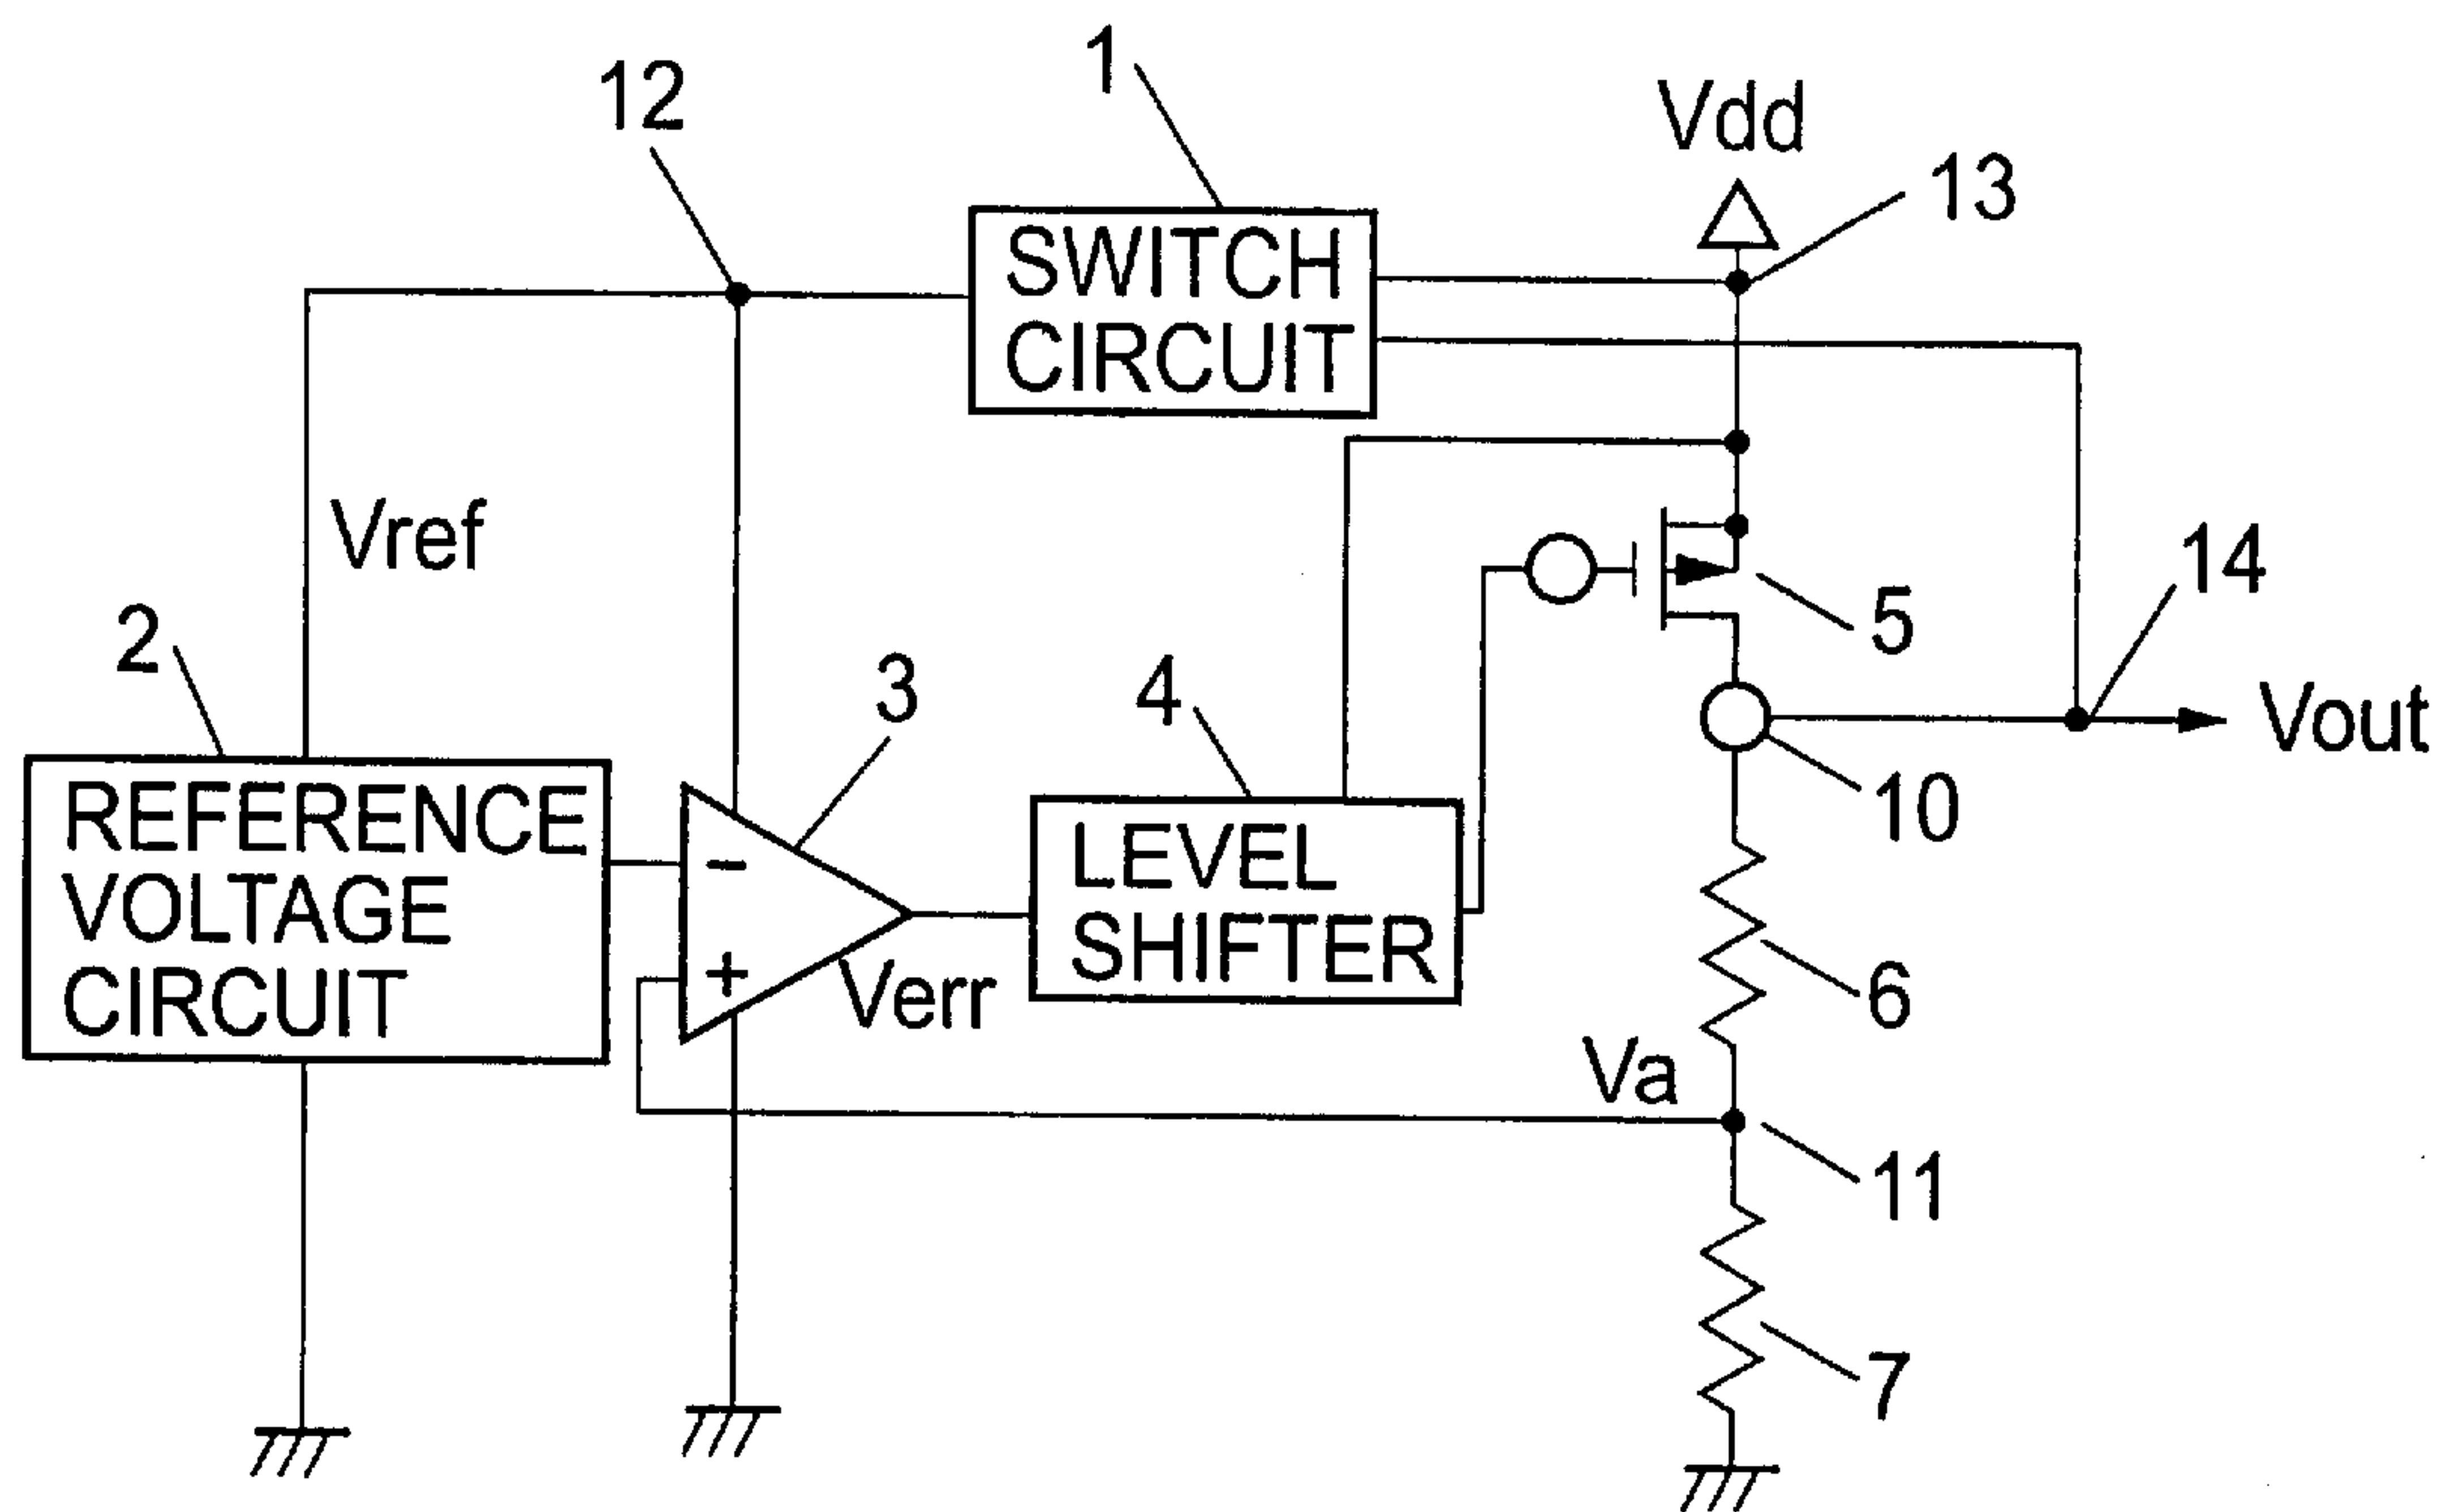 1
12
Vdd
13
SWITCH
CIRCUIT
Vref
14
2
5
3
4
Vout
REFERENCE
VOLTAGE
CIRCUIT
-
+
Verr
LEVEL
SHIFTER
10
6
Va
11
7